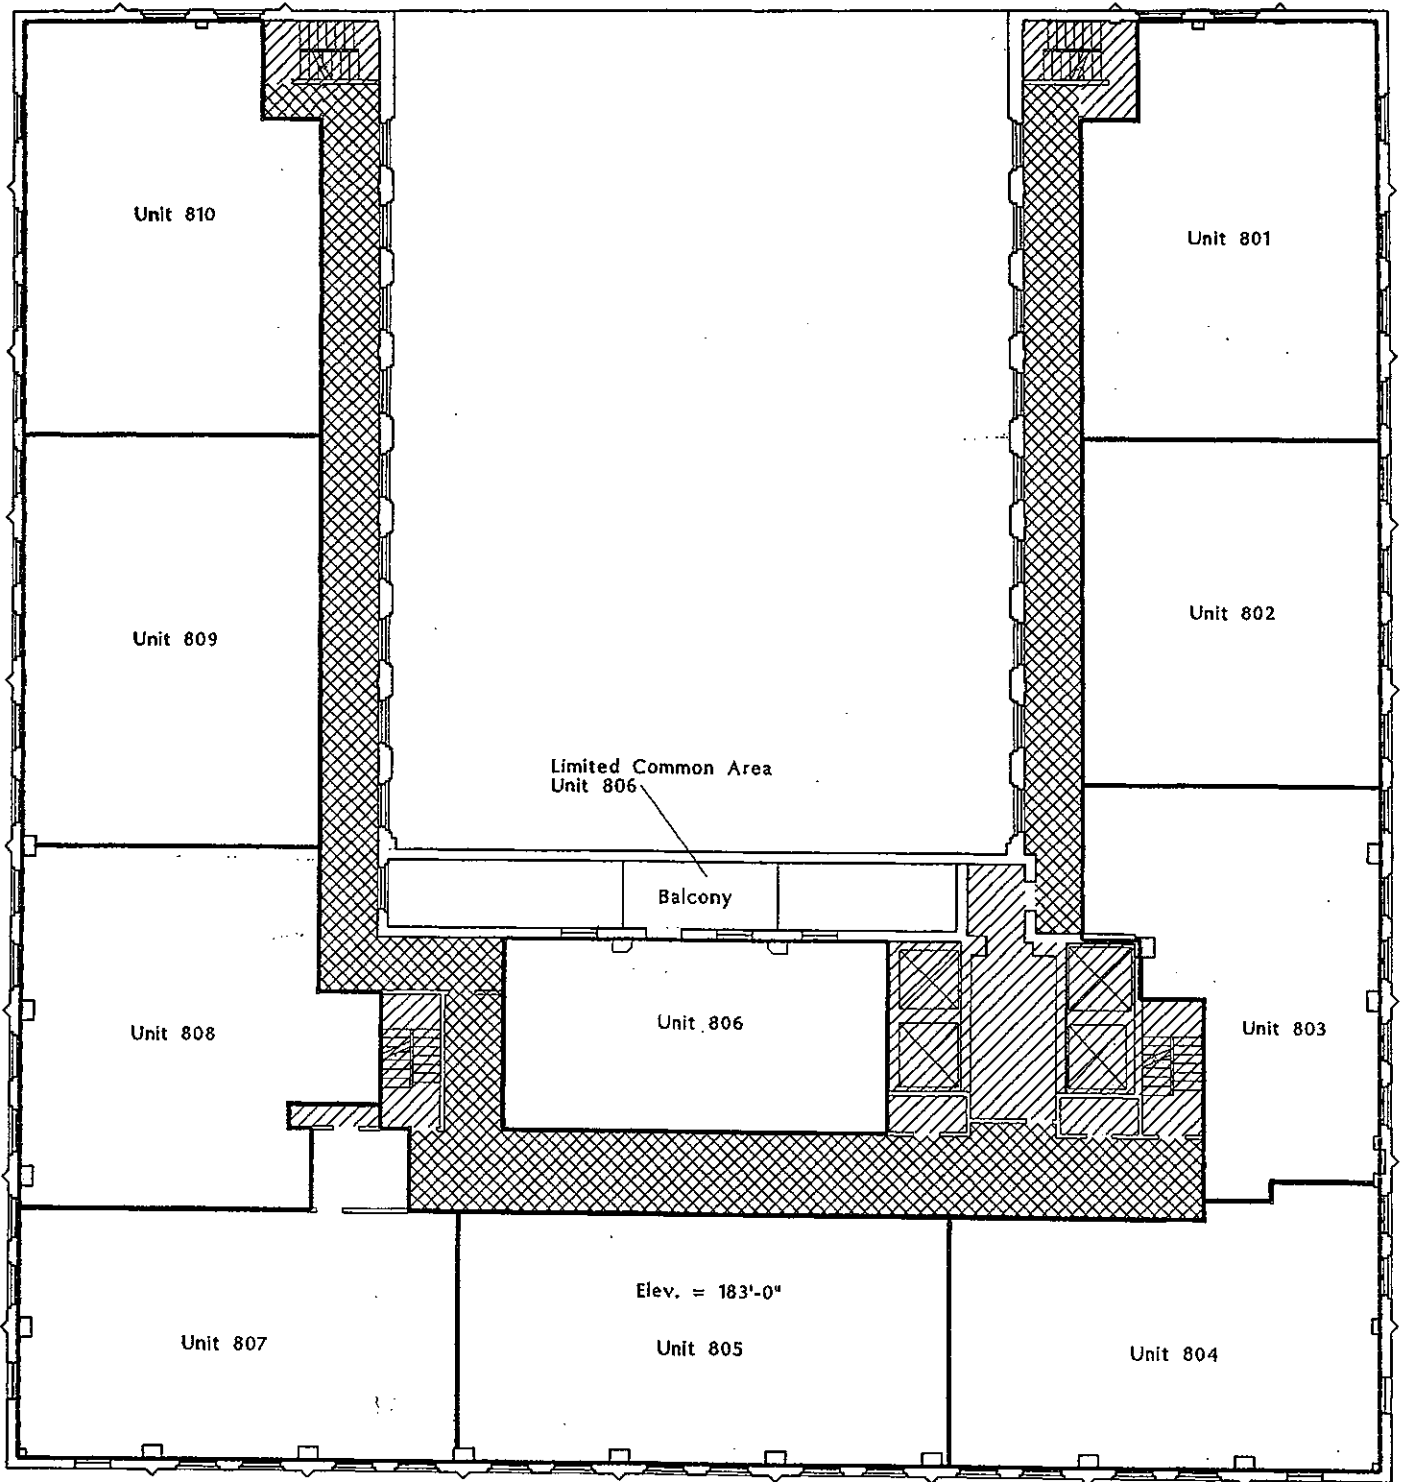 Unit 810
Unit 801
Unit 802
Unit 809
Limited Common Area
Unit 806
Balcony
Unit 806
Unit 803
Unit 808
Elev. = 183'-0"
Unit 807
Unit 805
Unit 804